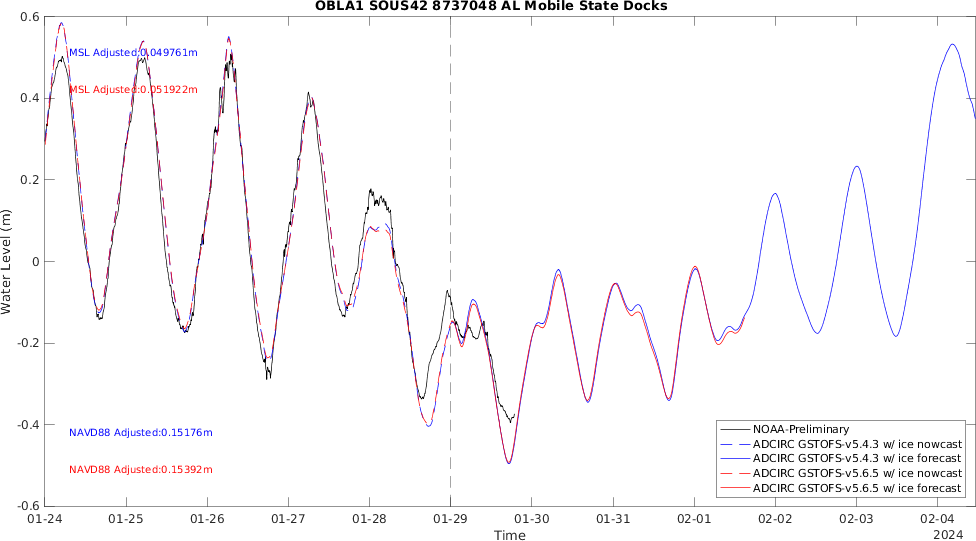 OBLA1 SOUS42 8737048 AL Mobile State Docks
0.6
0.4
0.2
0
-0.2
-0.4
-0.6
Water Level (m)
MSL Adjusted:0.049761m
MSL Adjusted:0.051922m
NAVD88 Adjusted:0.15176m
NAVD88 Adjusted:0.15392m
NOAA-Preliminary
ADCIRC GSTOFS-v5.4.3 w/ ice nowcast
ADCIRC GSTOFS-v5.4.3 w/ ice forecast
ADCIRC GSTOFS-v5.6.5 w/ ice nowcast
ADCIRC GSTOFS-v5.6.5 w/ ice forecast
01-24 01-25 01-26 01-27 01-28 01-29 01-30 01-31 02-01 02-02 02-03 02-04
Time
2024